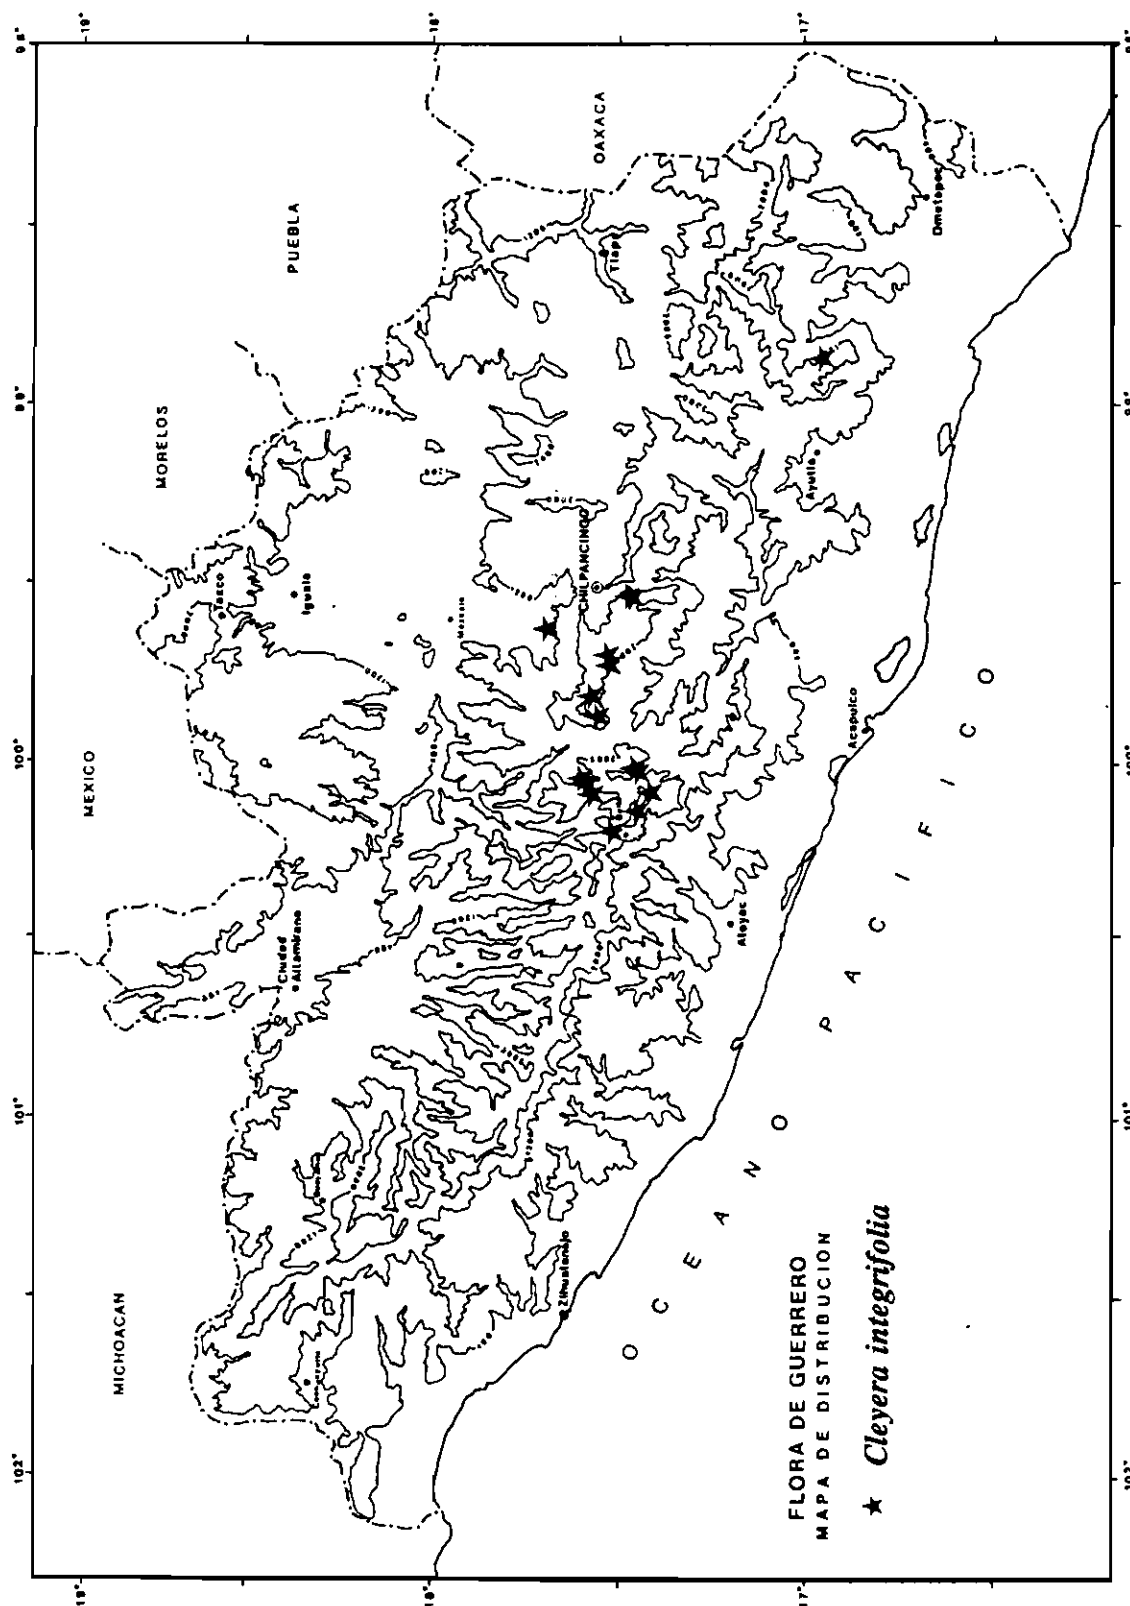 MICHOACAN
MEXICO
MORELOS
PUEBLA
OAXACA
Ciudad
Altamirano
Taxco
Iguala
CHILPANCINGO
Tlapa
Zihuatanejo
Atoyac
Acapulco
Ayutla
Ometepec
OCEANO PACIFICO
FLORA DE GUERRERO
MAPA DE DISTRIBUCION
Cleyera integrifolia
102°
101°
100°
99°
98°
19°
18°
17°